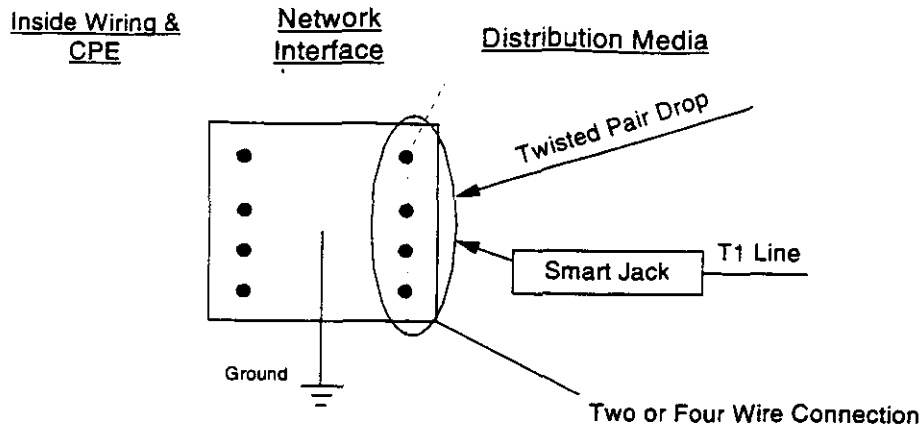 Inside Wiring &
CPE
Network
Interface
Distribution Media
Twisted Pair Drop
Smart Jack
T1 Line
Ground
Two or Four Wire Connection